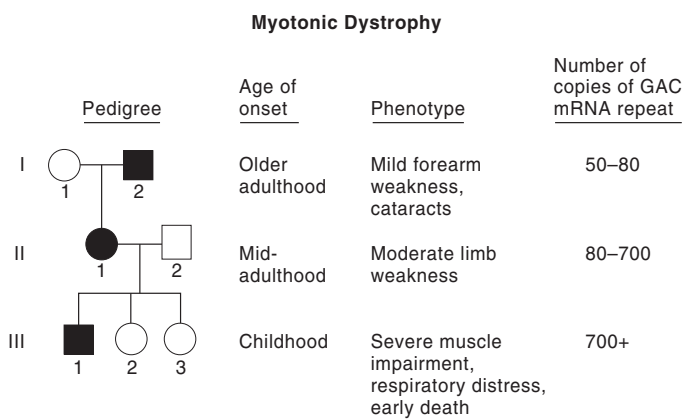 Myotonic Dystrophy
Pedigree
Age of
onset
Phenotype
Number of
copies of GAC
mRNA repeat
I
1
2
Older
adulthood
Mild forearm
weakness,
cataracts
50–80
II
1
2
Mid-
adulthood
Moderate limb
weakness
80–700
III
1
2
3
Childhood
Severe muscle
impairment,
respiratory distress,
early death
700+